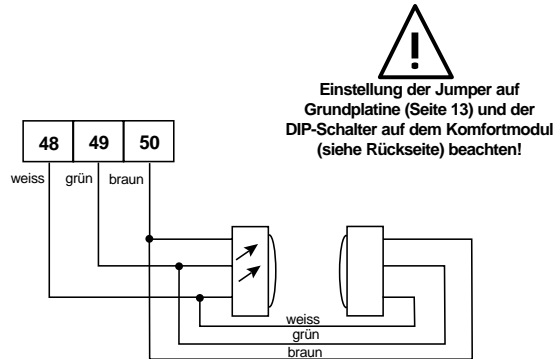 !
Einstellung der Jumper auf
Grundplatine (Seite 13) und der
DIP-Schalter auf dem Komfortmodul
(siehe Rückseite) beachten!
48 49 50
weiss grün braun
weiss
grün
braun